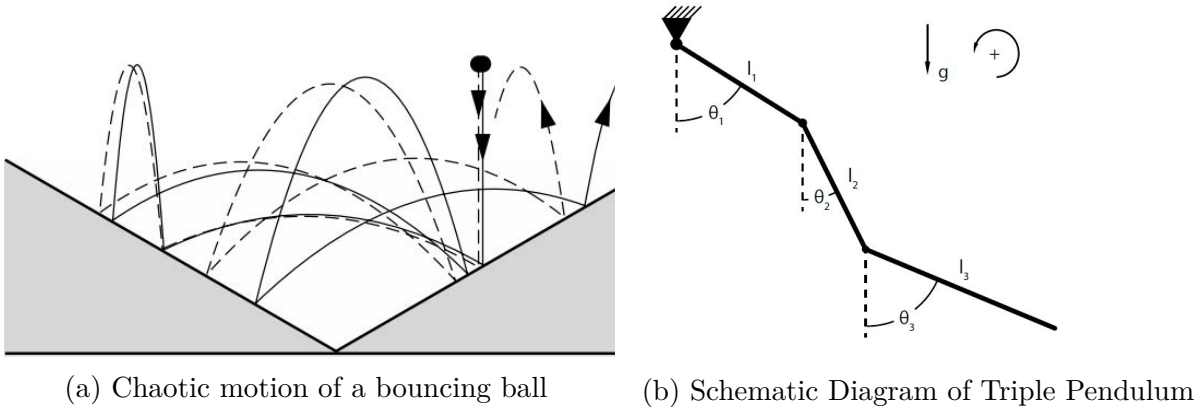 l₁
g
+
θ₁
l₂
θ₂
l₃
θ₃
(a) Chaotic motion of a bouncing ball
(b) Schematic Diagram of Triple Pendulum